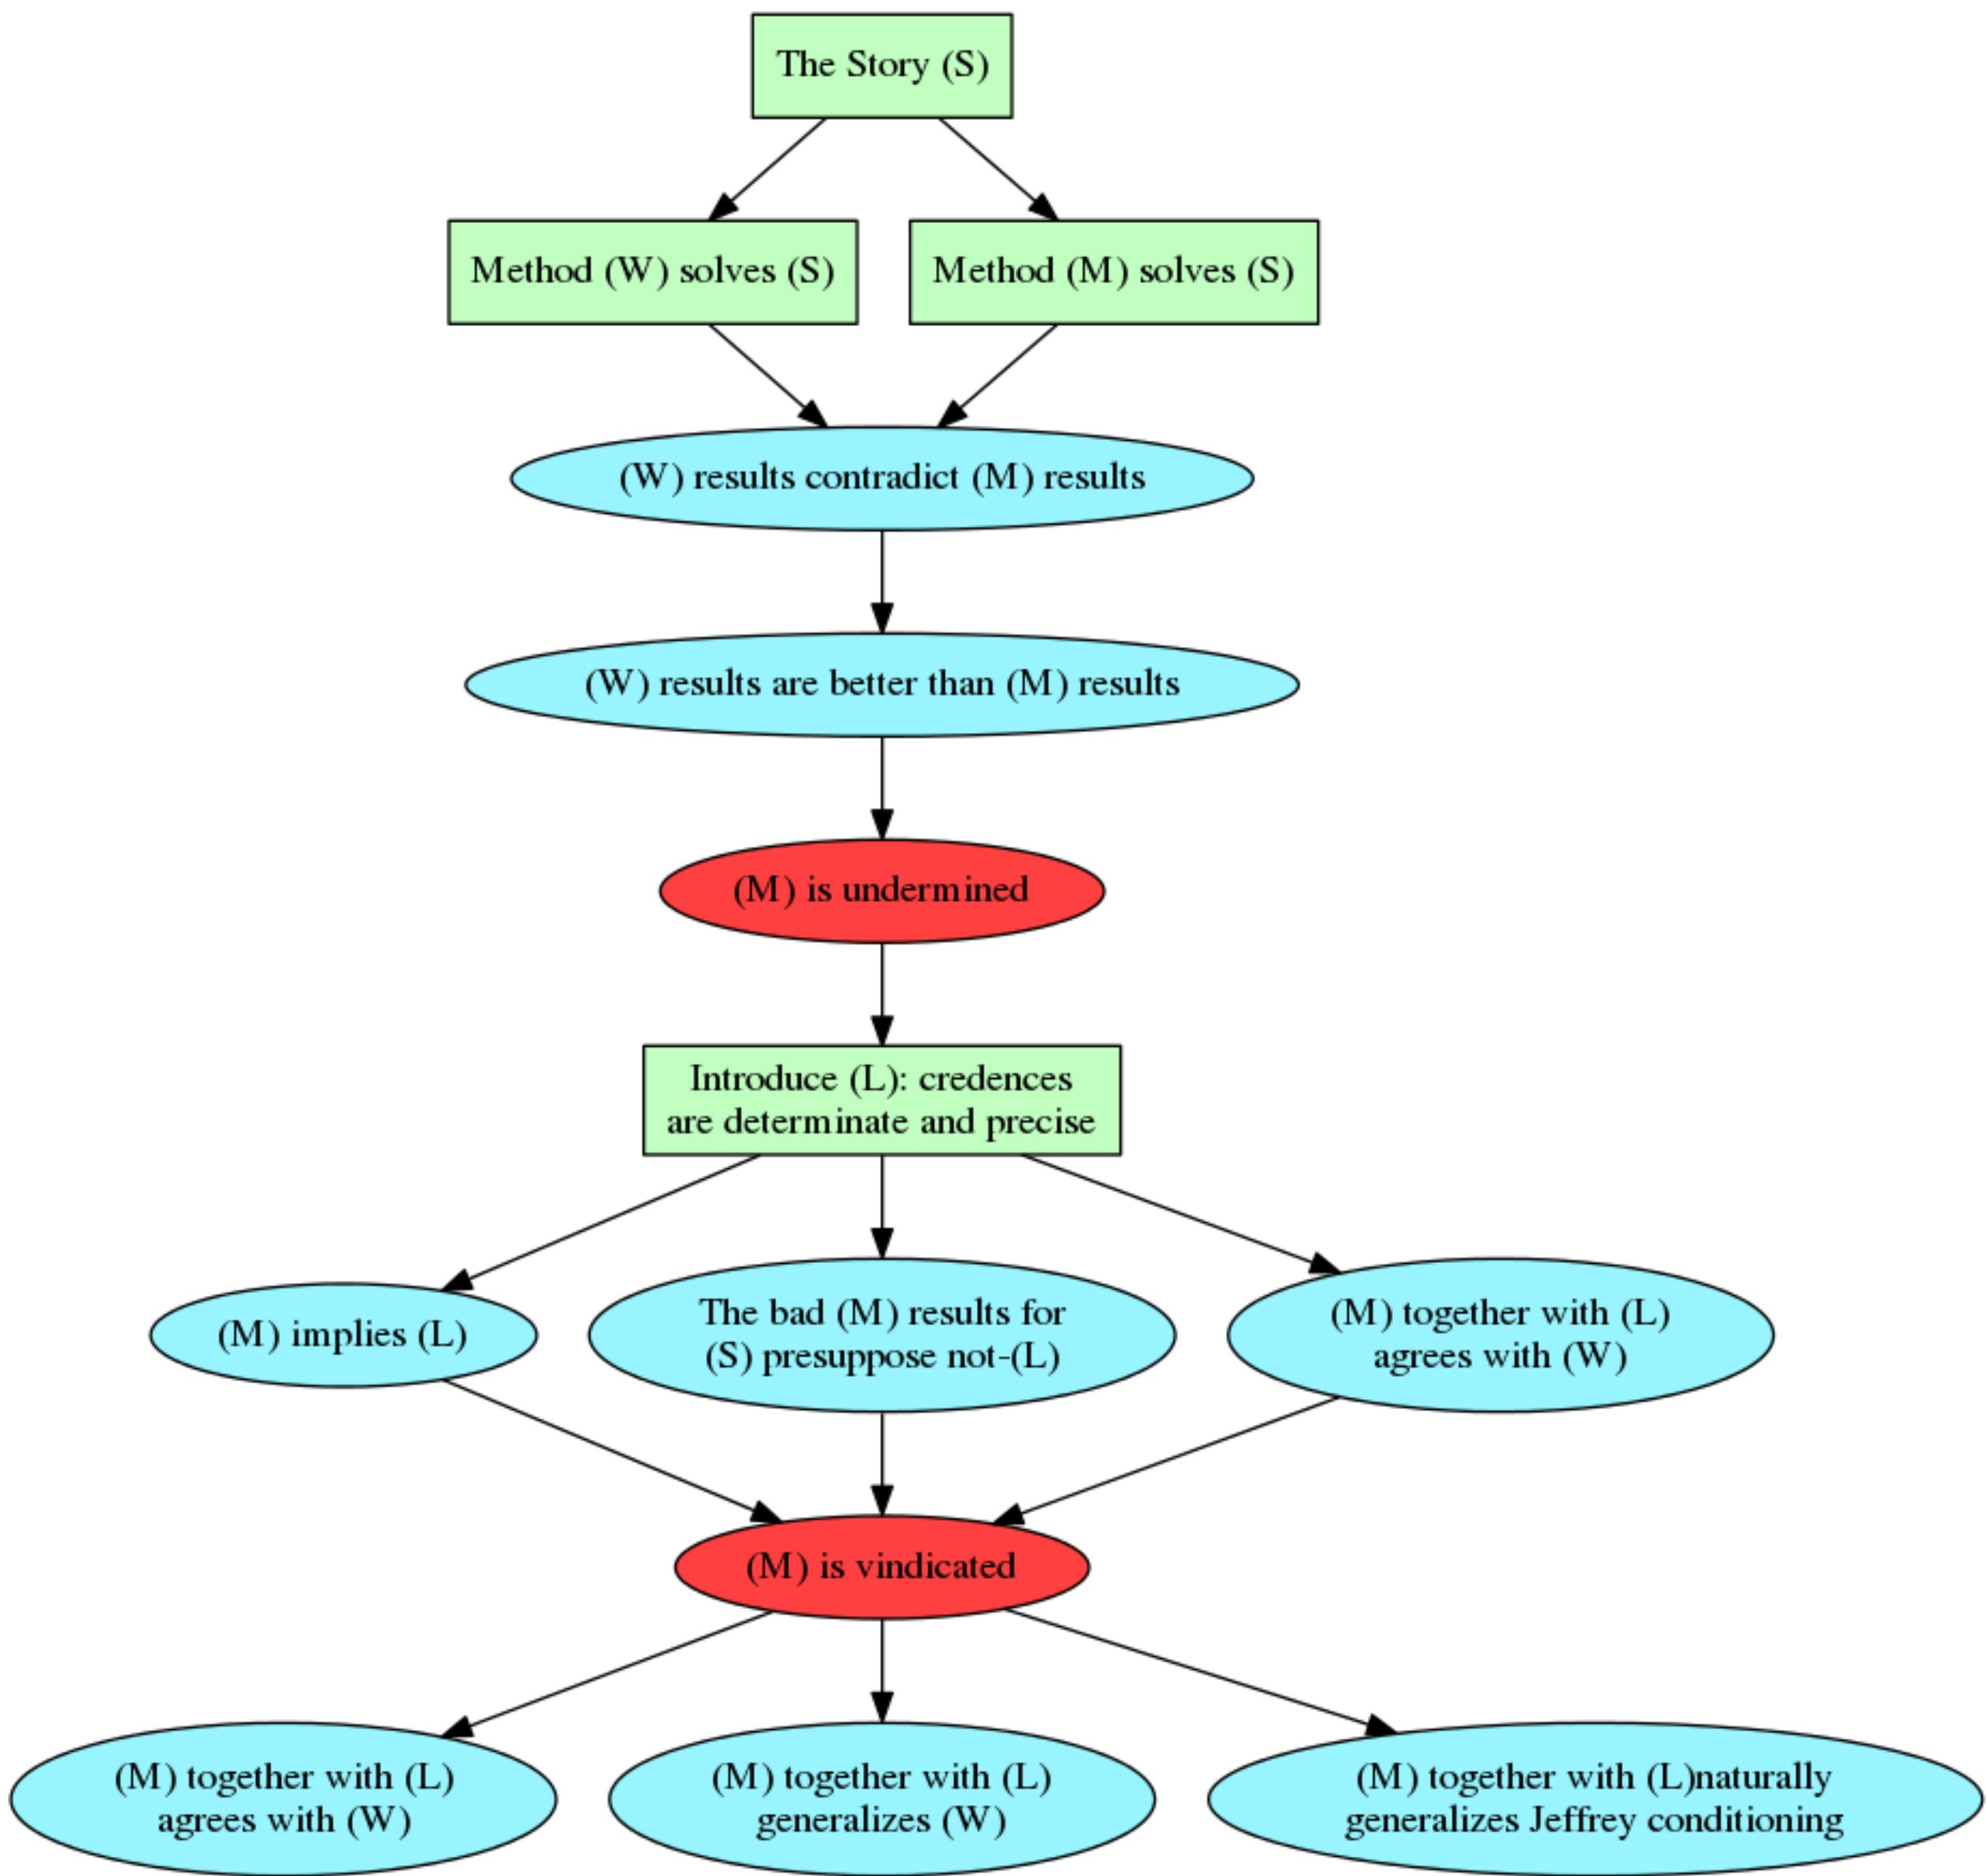 The Story (S)
Method (W) solves (S)
Method (M) solves (S)
(W) results contradict (M) results
(W) results are better than (M) results
(M) is undermined
Introduce (L): credences
are determinate and precise
(M) implies (L)
The bad (M) results for
(S) presuppose not-(L)
(M) together with (L)
agrees with (W)
(M) is vindicated
(M) together with (L)
agrees with (W)
(M) together with (L)
generalizes (W)
(M) together with (L)naturally
generalizes Jeffrey conditioning